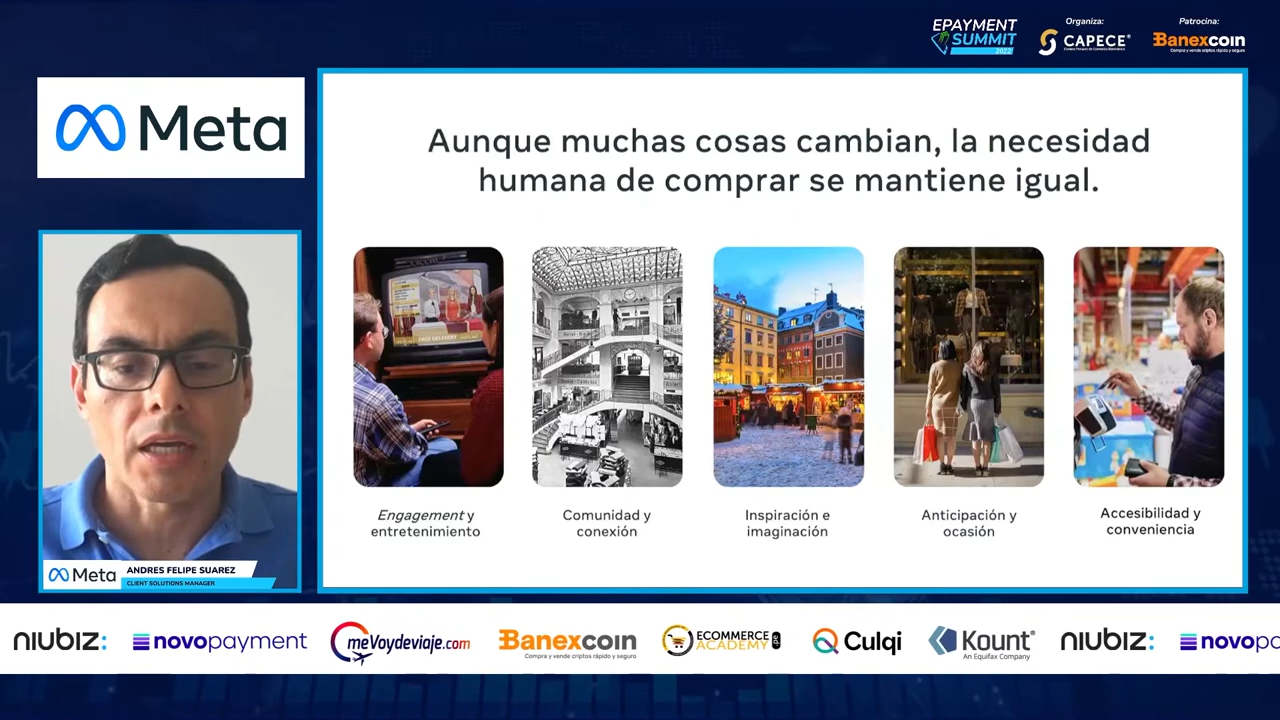 EPAYMENT
SUMMIT
2022
Organiza:
CAPECE
Patrocina:
Banexcoin
Compra y vende criptos rápido y seguro
Meta
Aunque muchas cosas cambian, la necesidad
humana de comprar se mantiene igual.
FREE DELIVERY
Engagement y
entretenimiento
Comunidad y
conexión
Inspiración e
imaginación
Anticipación y
ocasión
Accesibilidad y
conveniencia
Meta
ANDRES FELIPE SUAREZ
CLIENT SOLUTIONS MANAGER
niubiz:
novopayment
meVoydeviaje.com
Banexcoin
Compra y vende criptos rápido y seguro
ECOMMERCE
ACADEMY
Culqi
Kount®
An Equifax Company
niubiz:
novopa